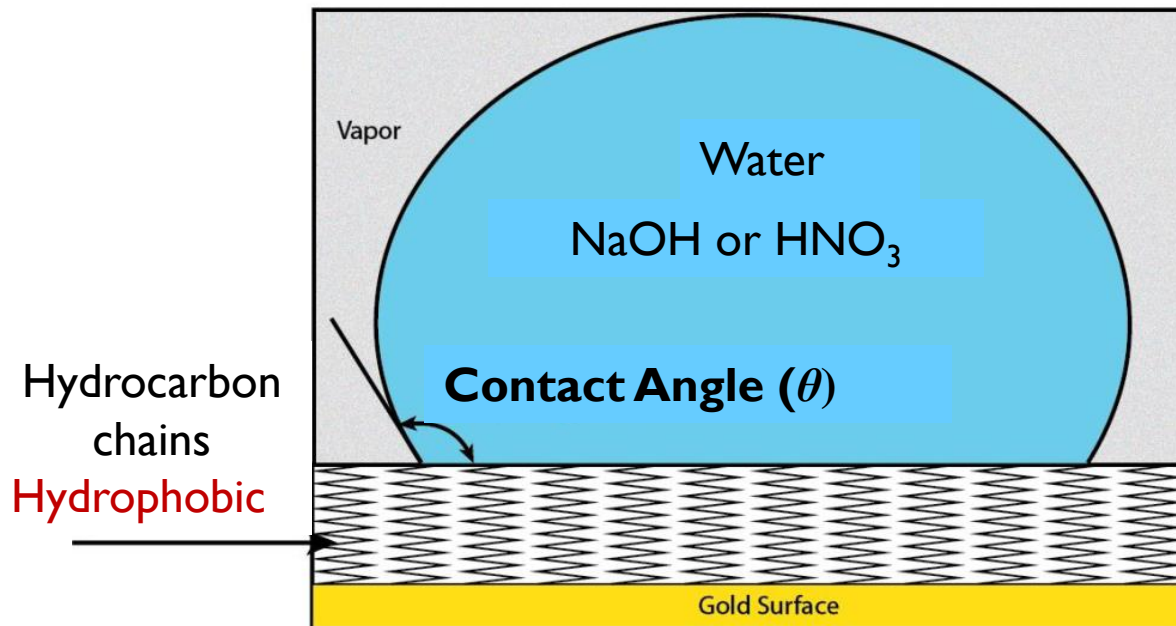 Vapor
Water
NaOH or HNO₃
Contact Angle (θ)
Hydrocarbon
chains
Hydrophobic
Gold Surface